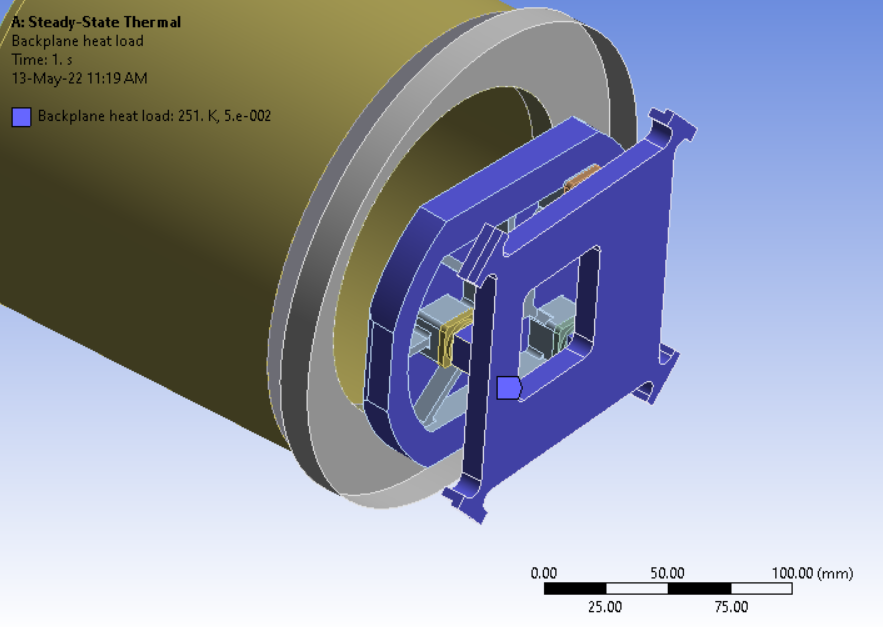 A: Steady-State Thermal
Backplane heat load
Time: 1. s
13-May-22 11:19 AM
Backplane heat load: 251. K, 5.e-002
0.00 50.00 100.00 (mm)
25.00 75.00